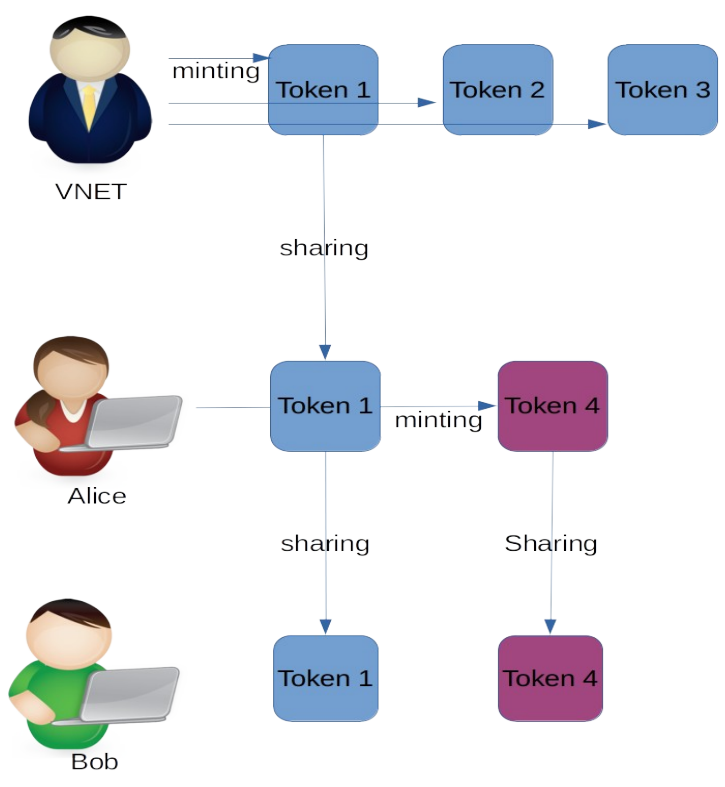 minting
Token 1
Token 2
Token 3
VNET
sharing
Token 1
minting
Token 4
Alice
sharing
Sharing
Token 1
Token 4
Bob